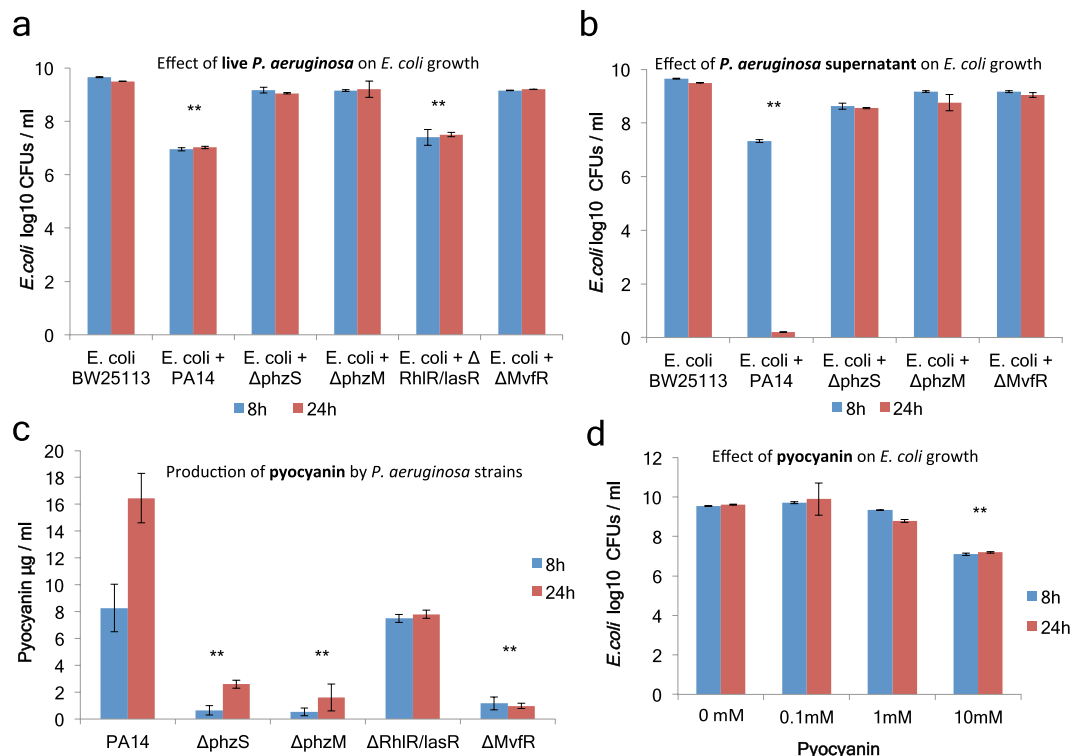 a
Effect of live P. aeruginosa on E. coli growth
E.coli log10 CFUs / ml
10
8
6
4
2
0
**
**
E. coli BW25113
E. coli + PA14
E. coli + ΔphzS
E. coli + ΔphzM
E. coli + Δ RhlR/lasR
E. coli + ΔMvfR
8h
24h
b
Effect of P. aeruginosa supernatant on E. coli growth
E.coli log10 CFUs / ml
10
8
6
4
2
0
**
E. coli BW25113
E. coli + PA14
E. coli + ΔphzS
E. coli + ΔphzM
E. coli + ΔMvfR
8h
24h
c
Production of pyocyanin by P. aeruginosa strains
Pyocyanin µg / ml
20
18
16
14
12
10
8
6
4
2
0
**
**
**
8h
24h
PA14
ΔphzS
ΔphzM
ΔRhlR/lasR
ΔMvfR
d
Effect of pyocyanin on E. coli growth
E.coli log10 CFUs / ml
12
10
8
6
4
2
0
**
8h
24h
0 mM
0.1mM
1mM
10mM
Pyocyanin